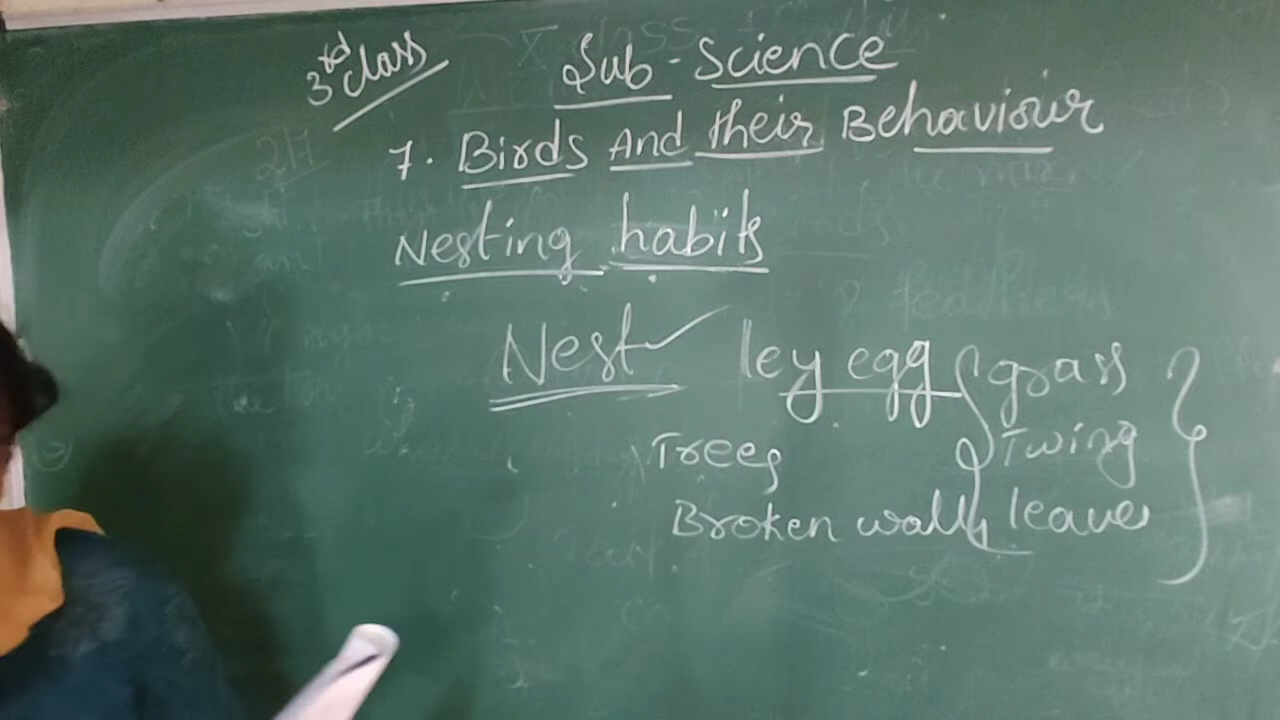 3rd class
Sub - Science
7. Birds And their Behaviour
Nesting habits
Nest ley egg { grass }
Trees Twing
Broken walls leaves